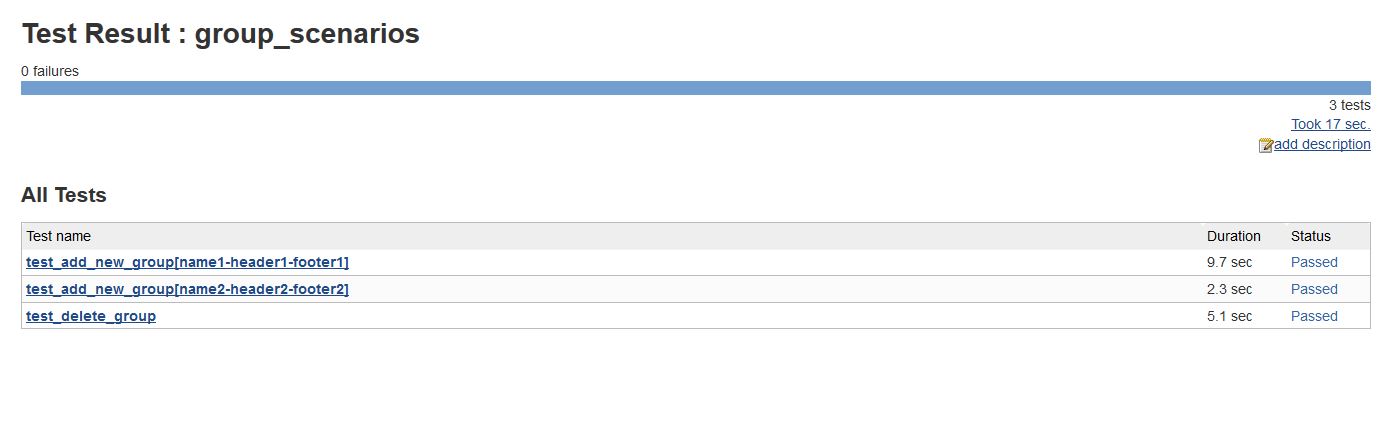 Test Result : group_scenarios
0 failures
3 tests
Took 17 sec.
add description
All Tests
Test name Duration Status
test_add_new_group[name1-header1-footer1] 9.7 sec Passed
test_add_new_group[name2-header2-footer2] 2.3 sec Passed
test_delete_group 5.1 sec Passed